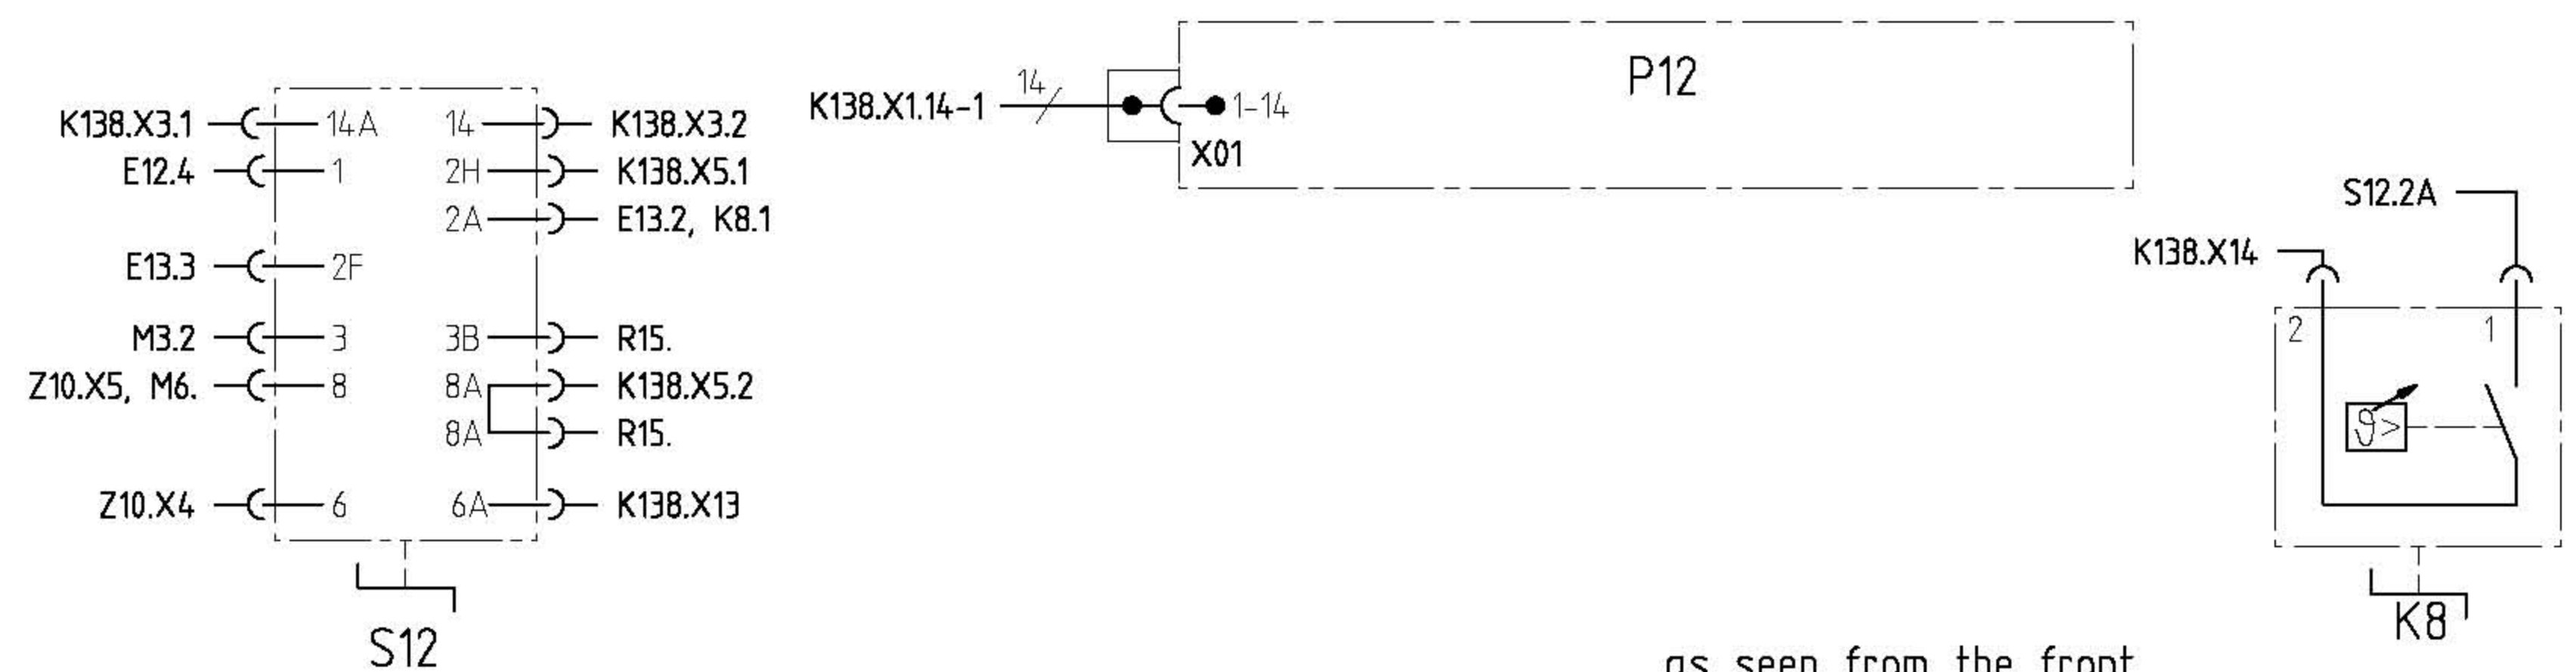 K138.X3.1 14A 14 K138.X3.2
E12.4 1 2H K138.X5.1
2A E13.2, K8.1
E13.3 2F
M3.2 3 3B R15.
Z10.X5, M6. 8 8A K138.X5.2
8A R15.
Z10.X4 6 6A K138.X13
S12
P12
14
K138.X1.14-1 1-14
X01
S12.2A
K138.X14
2 1
ϑ>
K8
as seen from the front